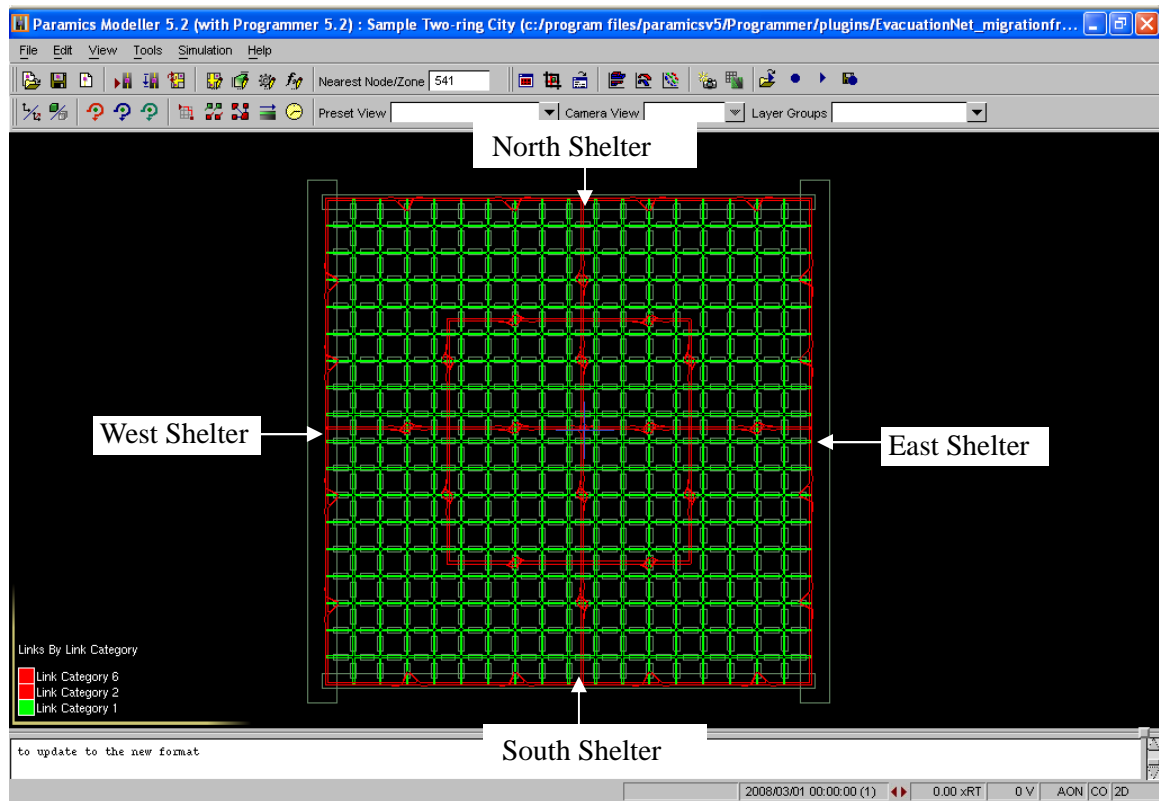 Paramics Modeller 5.2 (with Programmer 5.2) : Sample Two-ring City (c:/program files/paramicsv5/Programmer/plugins/EvacuationNet_migrationfr...
File Edit View Tools Simulation Help
Nearest Node/Zone 541
Preset View Camera View Layer Groups
North Shelter
West Shelter
East Shelter
Links By Link Category
Link Category 6
Link Category 2
Link Category 1
South Shelter
to update to the new format
2008/03/01 00:00:00 (1) 0.00 xRT 0 V AON CO 2D